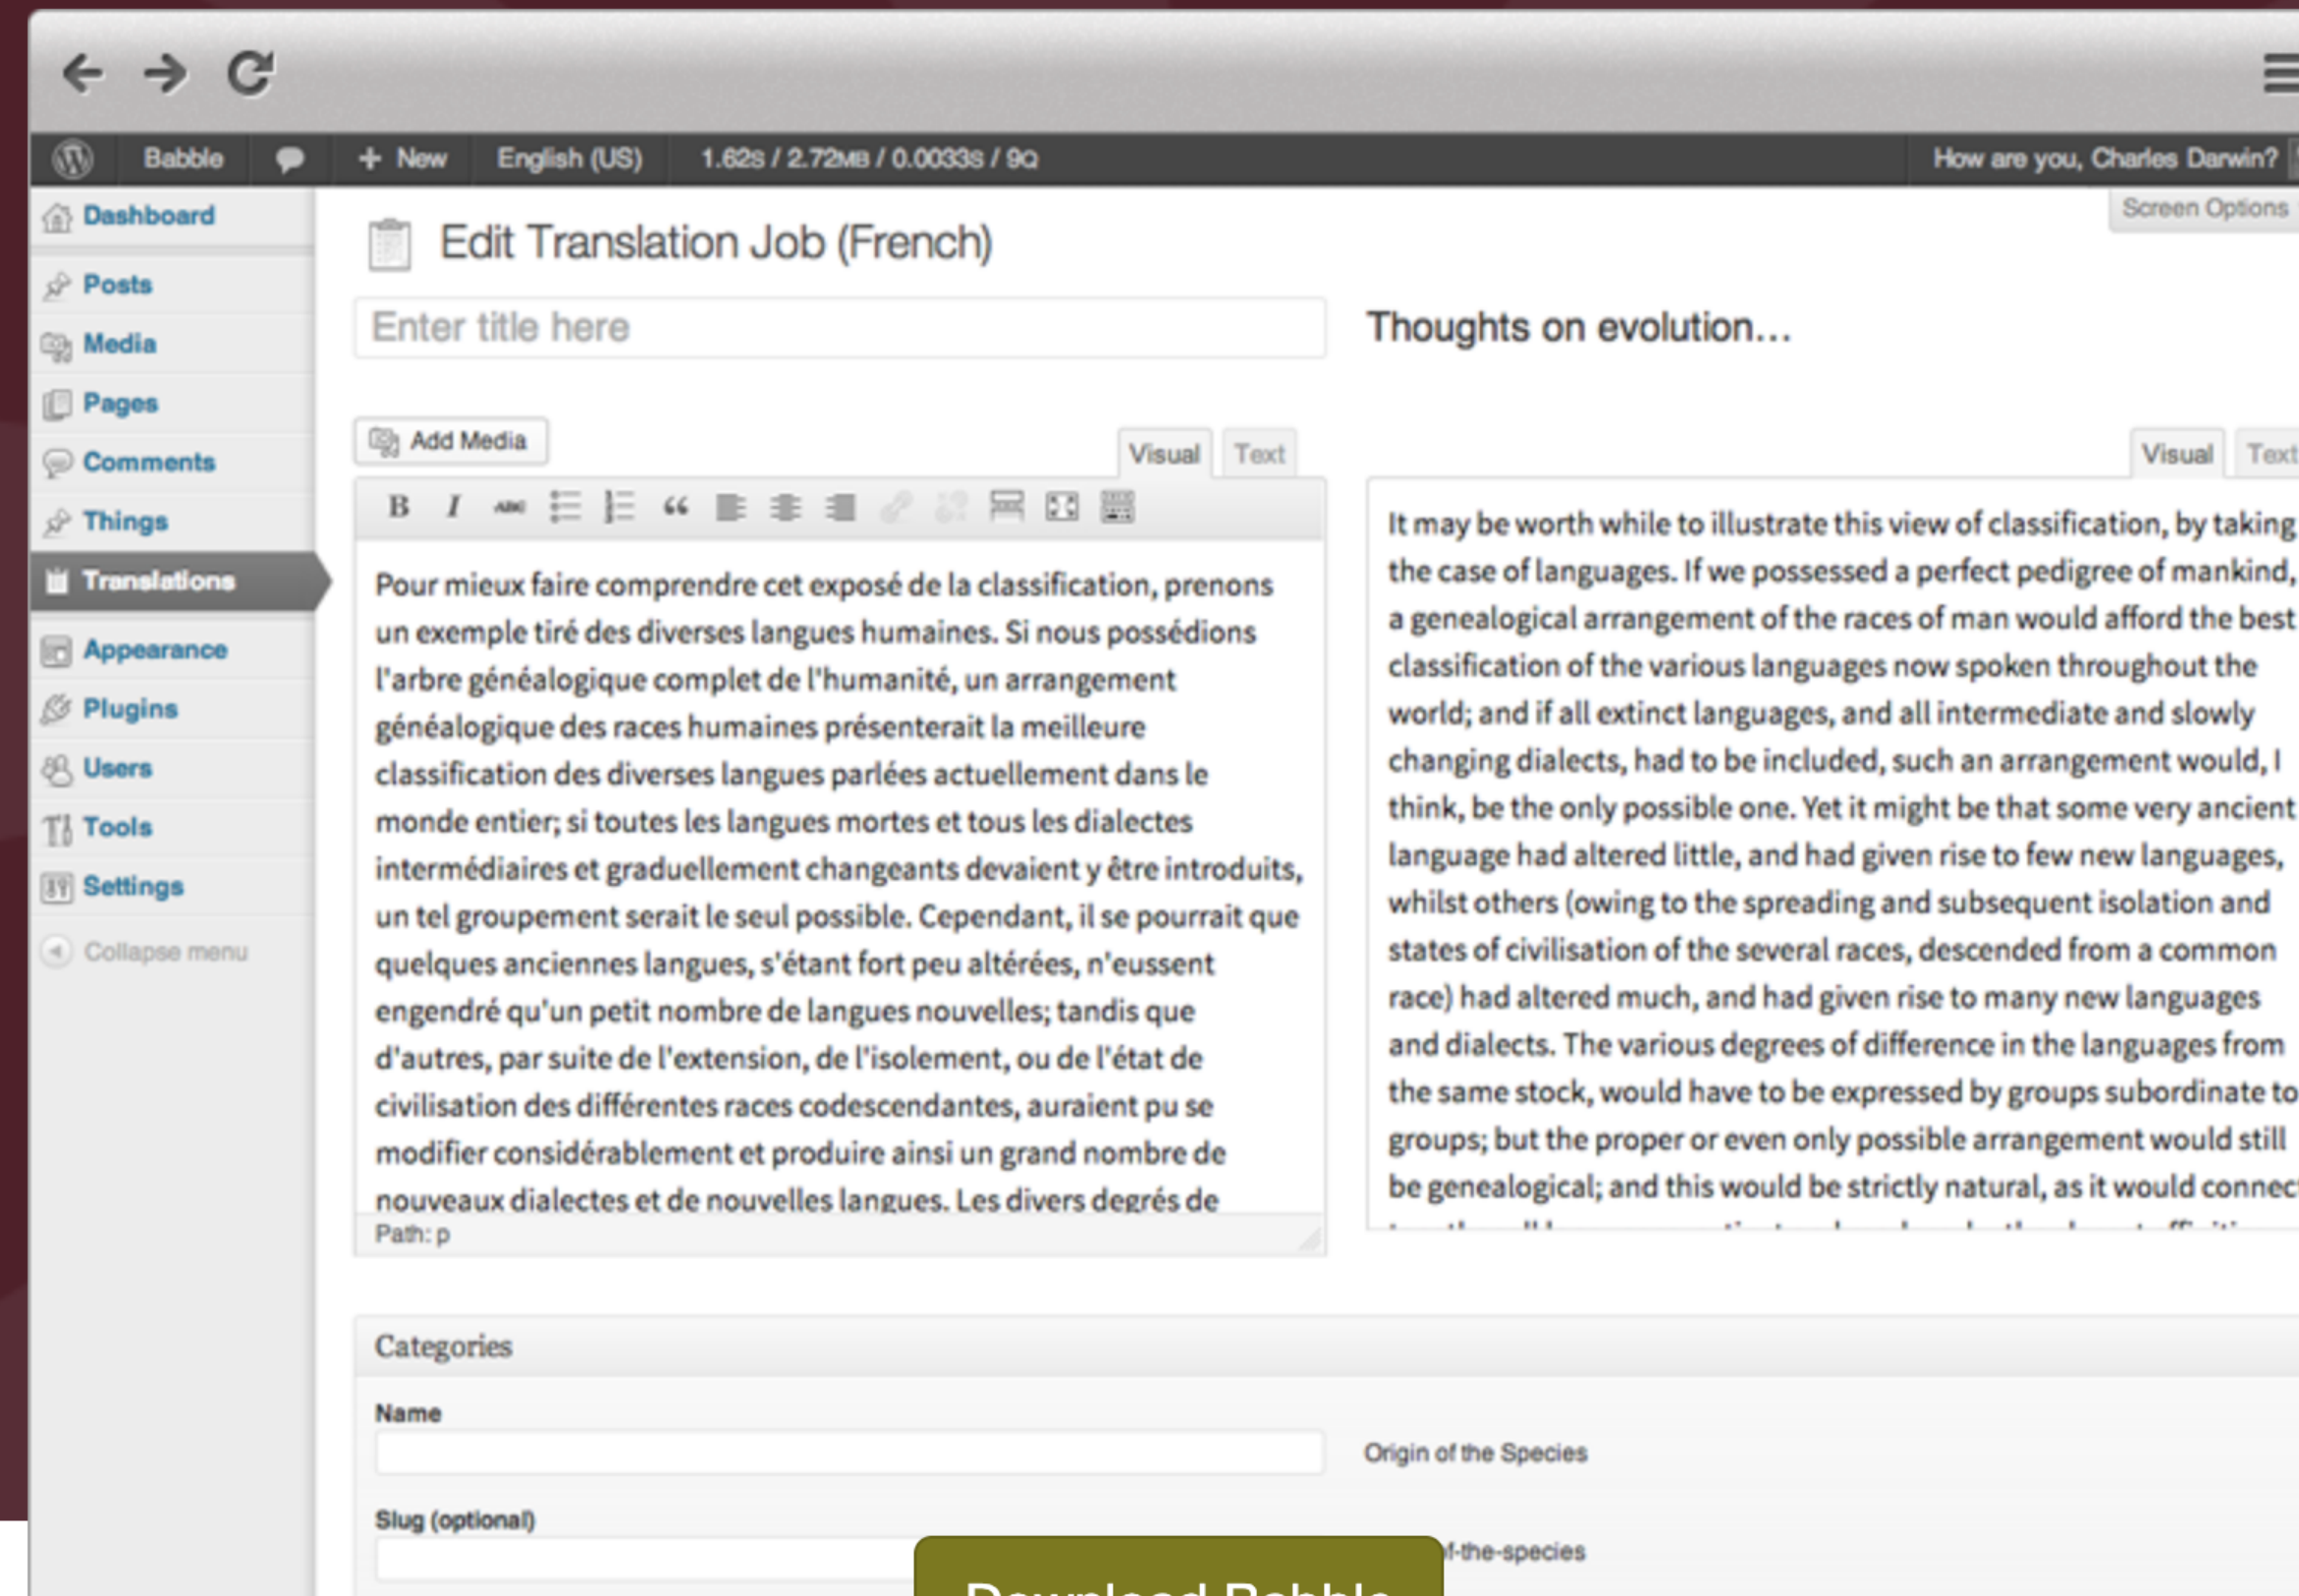 Babble
New
English (US)
1.62S / 2.72MB / 0.0033S / 9Q
How are you, Charles Darwin?
Screen Options
Dashboard
Posts
Media
Pages
Comments
Things
Translations
Appearance
Plugins
Users
Tools
Settings
Collapse menu
Edit Translation Job (French)
Enter title here
Thoughts on evolution...
Add Media
Visual
Text
B I ABC
Pour mieux faire comprendre cet exposé de la classification, prenons
un exemple tiré des diverses langues humaines. Si nous possédions
l'arbre généalogique complet de l'humanité, un arrangement
généalogique des races humaines présenterait la meilleure
classification des diverses langues parlées actuellement dans le
monde entier; si toutes les langues mortes et tous les dialectes
intermédiaires et graduellement changeants devaient y être introduits,
un tel groupement serait le seul possible. Cependant, il se pourrait que
quelques anciennes langues, s'étant fort peu altérées, n'eussent
engendré qu'un petit nombre de langues nouvelles; tandis que
d'autres, par suite de l'extension, de l'isolement, ou de l'état de
civilisation des différentes races codescendantes, auraient pu se
modifier considérablement et produire ainsi un grand nombre de
nouveaux dialectes et de nouvelles langues. Les divers degrés de
Path: p
Visual
Text
It may be worth while to illustrate this view of classification, by taking
the case of languages. If we possessed a perfect pedigree of mankind,
a genealogical arrangement of the races of man would afford the best
classification of the various languages now spoken throughout the
world; and if all extinct languages, and all intermediate and slowly
changing dialects, had to be included, such an arrangement would, I
think, be the only possible one. Yet it might be that some very ancient
language had altered little, and had given rise to few new languages,
whilst others (owing to the spreading and subsequent isolation and
states of civilisation of the several races, descended from a common
race) had altered much, and had given rise to many new languages
and dialects. The various degrees of difference in the languages from
the same stock, would have to be expressed by groups subordinate to
groups; but the proper or even only possible arrangement would still
be genealogical; and this would be strictly natural, as it would connect
Categories
Name
Origin of the Species
Slug (optional)
f-the-species
Download Babble